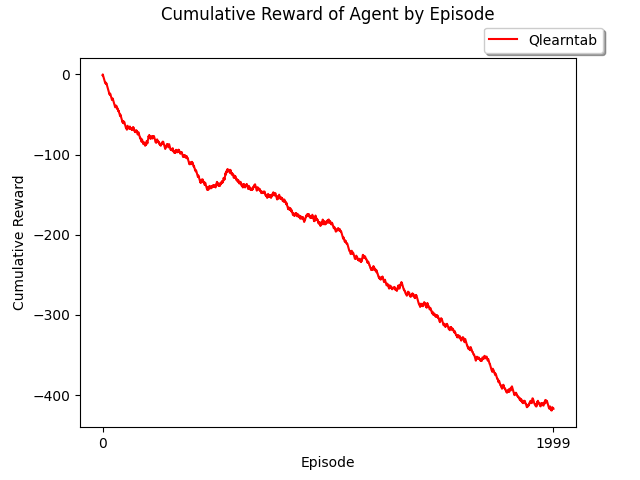 Cumulative Reward of Agent by Episode
Qlearntab
0
−100
−200
−300
−400
Cumulative Reward
0
1999
Episode